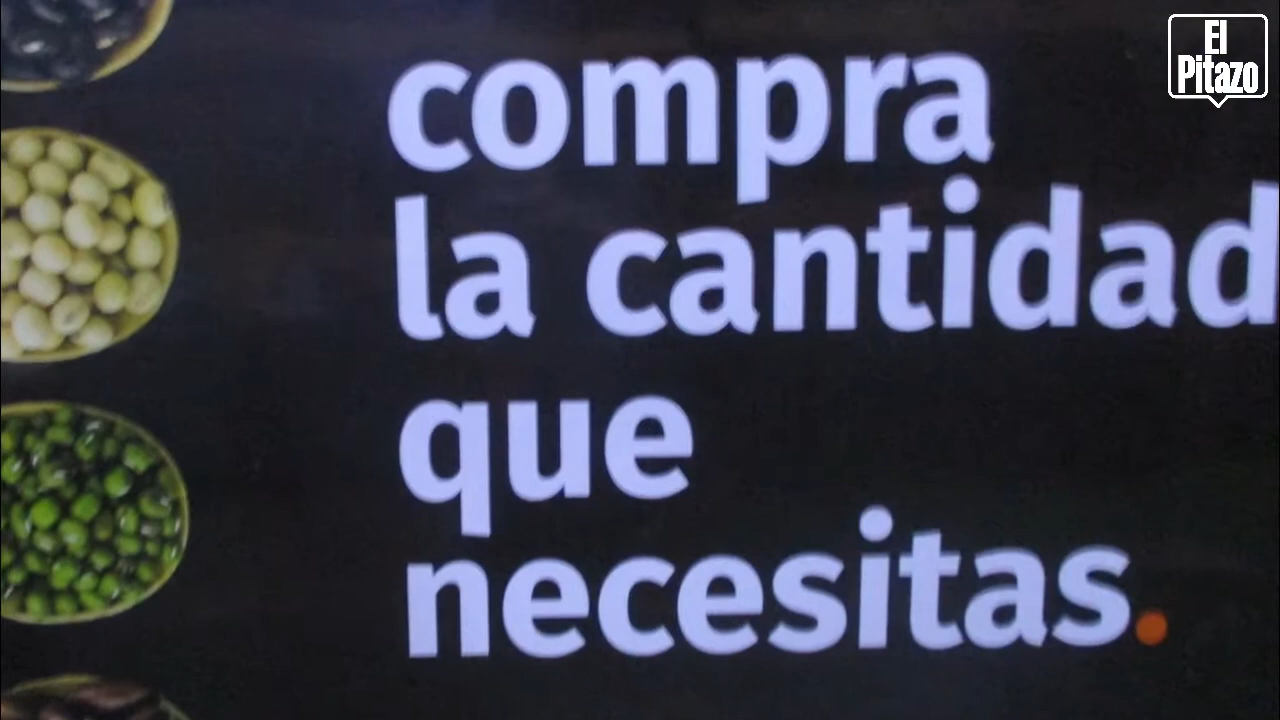 El
Pitazo
compra
la cantidad
que
necesitas.